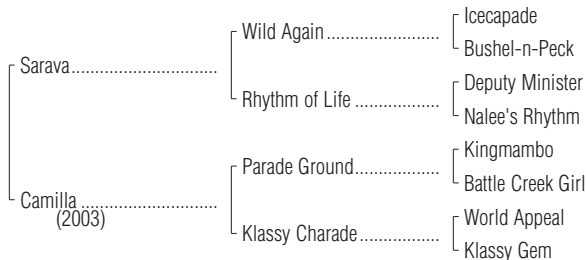 Icecapade
Wild Again
Bushel-n-Peck
Sarava
Deputy Minister
Rhythm of Life
Nalee's Rhythm
Kingmambo
Parade Ground
Battle Creek Girl
Camilla
(2003)
World Appeal
Klassy Charade
Klassy Gem